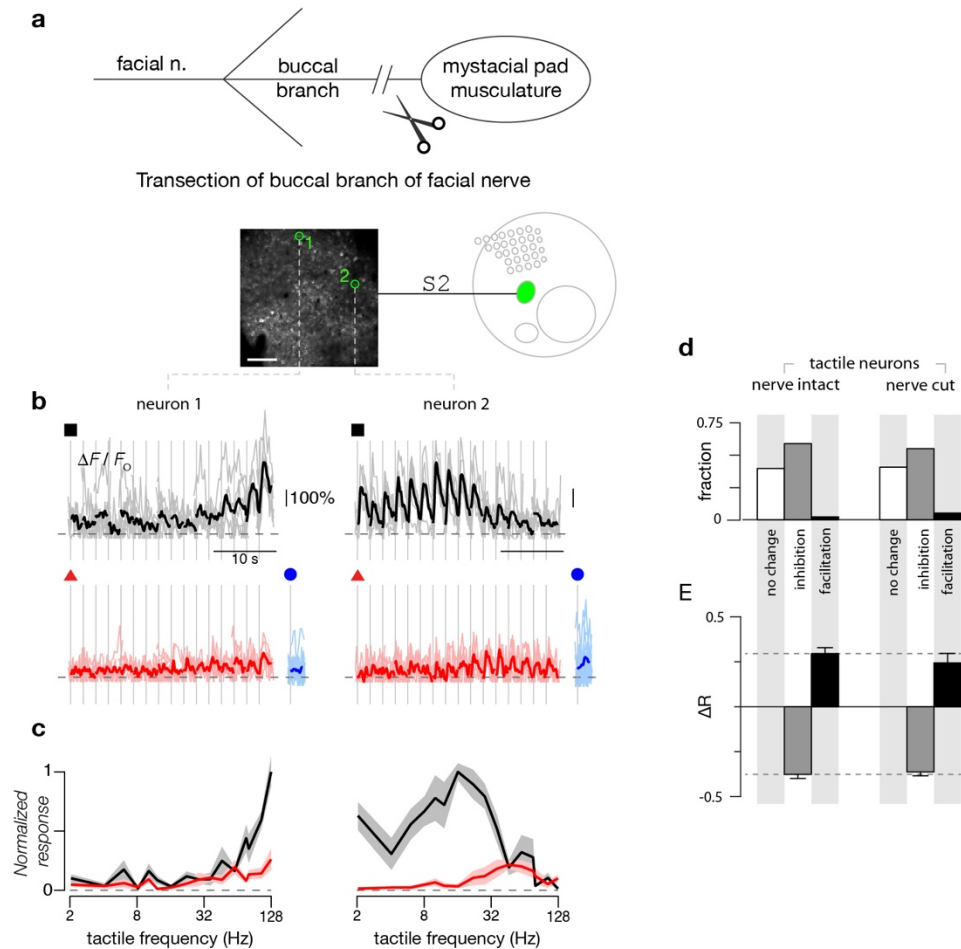 a
facial n.
buccal
branch
mystacial pad
musculature
Transection of buccal branch of facial nerve
1
2
S2
b
neuron 1
neuron 2
ΔF / Fo
100%
10 s
c
Normalized
response
1
0
2
8
32
128
tactile frequency (Hz)
2
8
32
128
tactile frequency (Hz)
d
tactile neurons
nerve intact
nerve cut
fraction
0.75
0
no change
inhibition
facilitation
no change
inhibition
facilitation
E
ΔR
0.5
-0.5